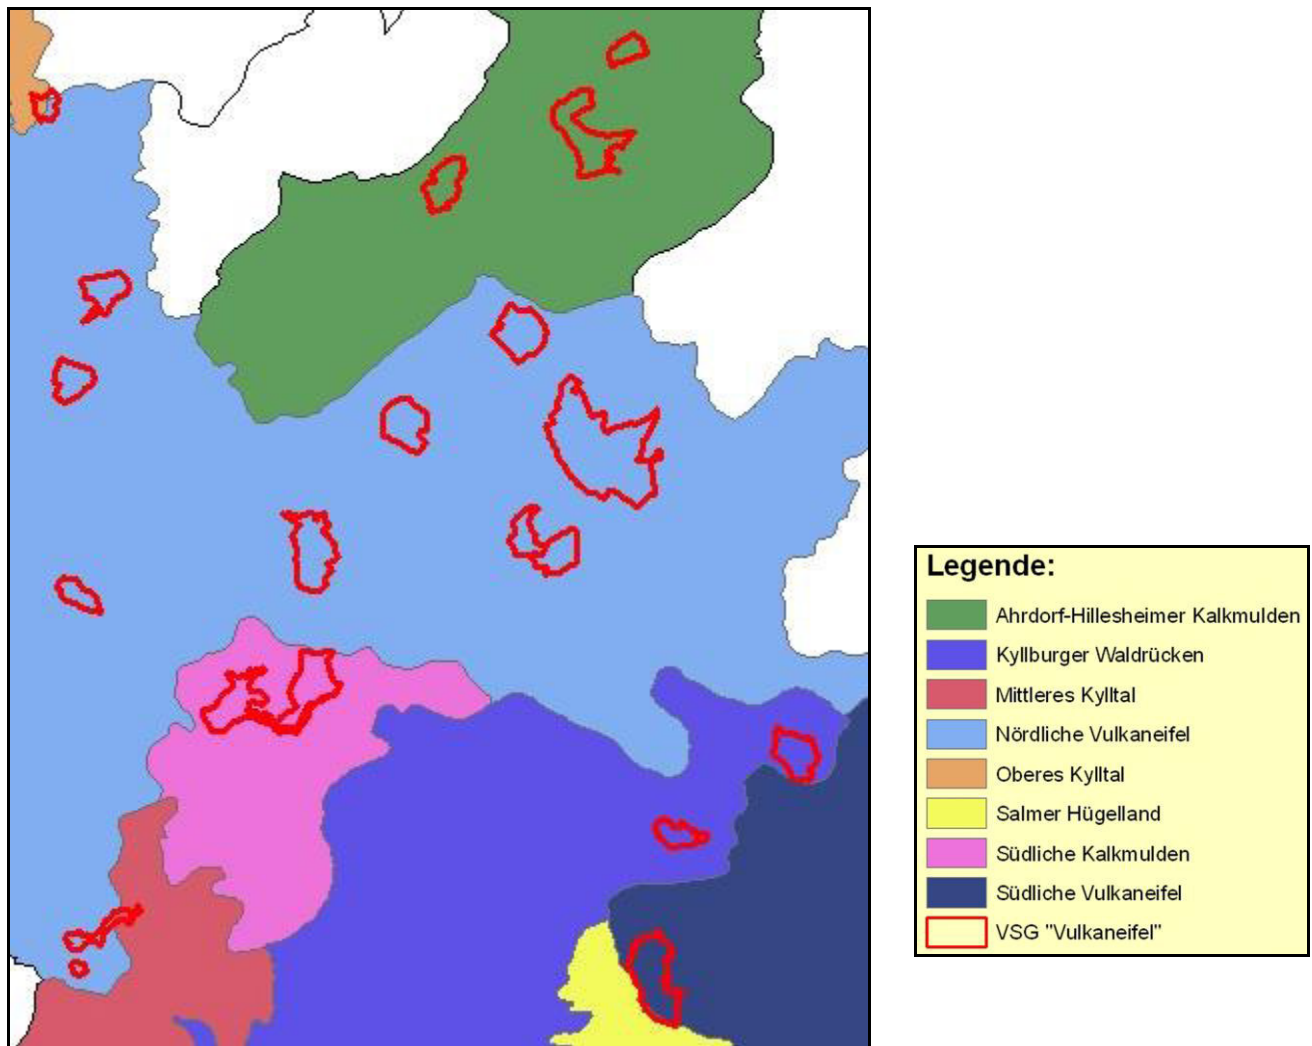 Legende:
Ahrdorf-Hillesheimer Kalkmulden
Kyllburger Waldrücken
Mittleres Kylltal
Nördliche Vulkaneifel
Oberes Kylltal
Salmer Hügelland
Südliche Kalkmulden
Südliche Vulkaneifel
VSG "Vulkaneifel"